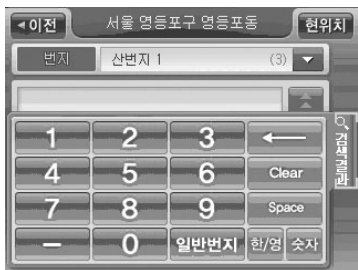 ◂이전 서울 영등포구 영등포동 현위치
번지 산번지 1 (3)
1 2 3 ←
4 5 6 Clear
7 8 9 Space
- 0 일반번지 한/영 숫자
검색결과